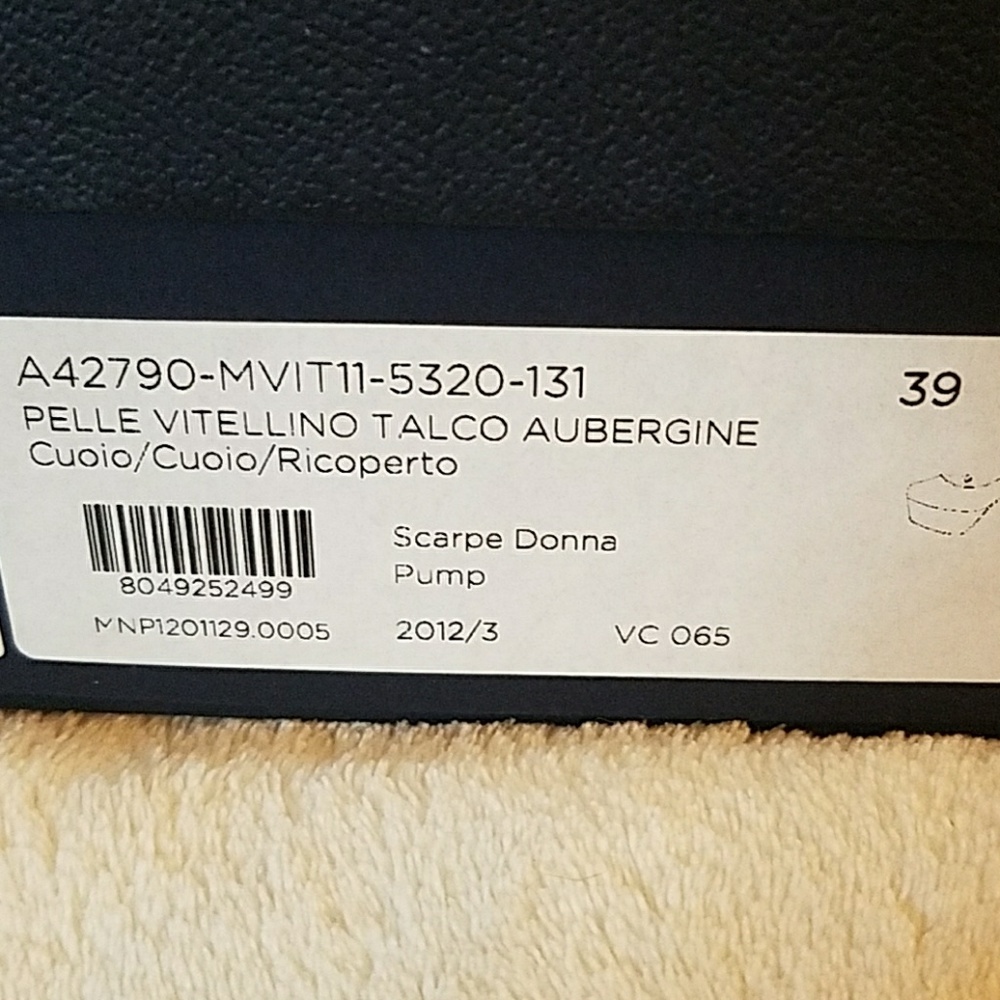 A42790-MVIT11-5320-131
39
PELLE VITELLINO TALCO AUBERGINE
Cuoio/Cuoio/Ricoperto
Scarpe Donna
Pump
8049252499
MNP1201129.0005
2012/3
VC 065